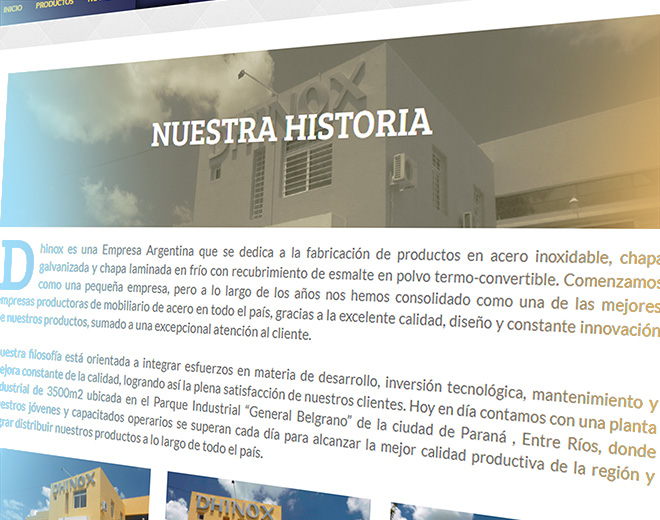 INICIO PRODUCTOS
DHINOX
NUESTRA HISTORIA
Dhinox es una Empresa Argentina que se dedica a la fabricación de productos en acero inoxidable, chapa
galvanizada y chapa laminada en frío con recubrimiento de esmalte en polvo termo-convertible. Comenzamos
como una pequeña empresa, pero a lo largo de los años nos hemos consolidado como una de las mejores
empresas productoras de mobiliario de acero en todo el país, gracias a la excelente calidad, diseño y constante innovación
de nuestros productos, sumado a una excepcional atención al cliente.
uestra filosofía está orientada a integrar esfuerzos en materia de desarrollo, inversión tecnológica, mantenimiento y
ejora constante de la calidad, logrando así la plena satisfacción de nuestros clientes. Hoy en día contamos con una planta
dustrial de 3500m2 ubicada en el Parque Industrial “General Belgrano” de la ciudad de Paraná , Entre Ríos, donde
estros jóvenes y capacitados operarios se superan cada día para alcanzar la mejor calidad productiva de la región y
grar distribuir nuestros productos a lo largo de todo el país.
DHINOX
DHINOX